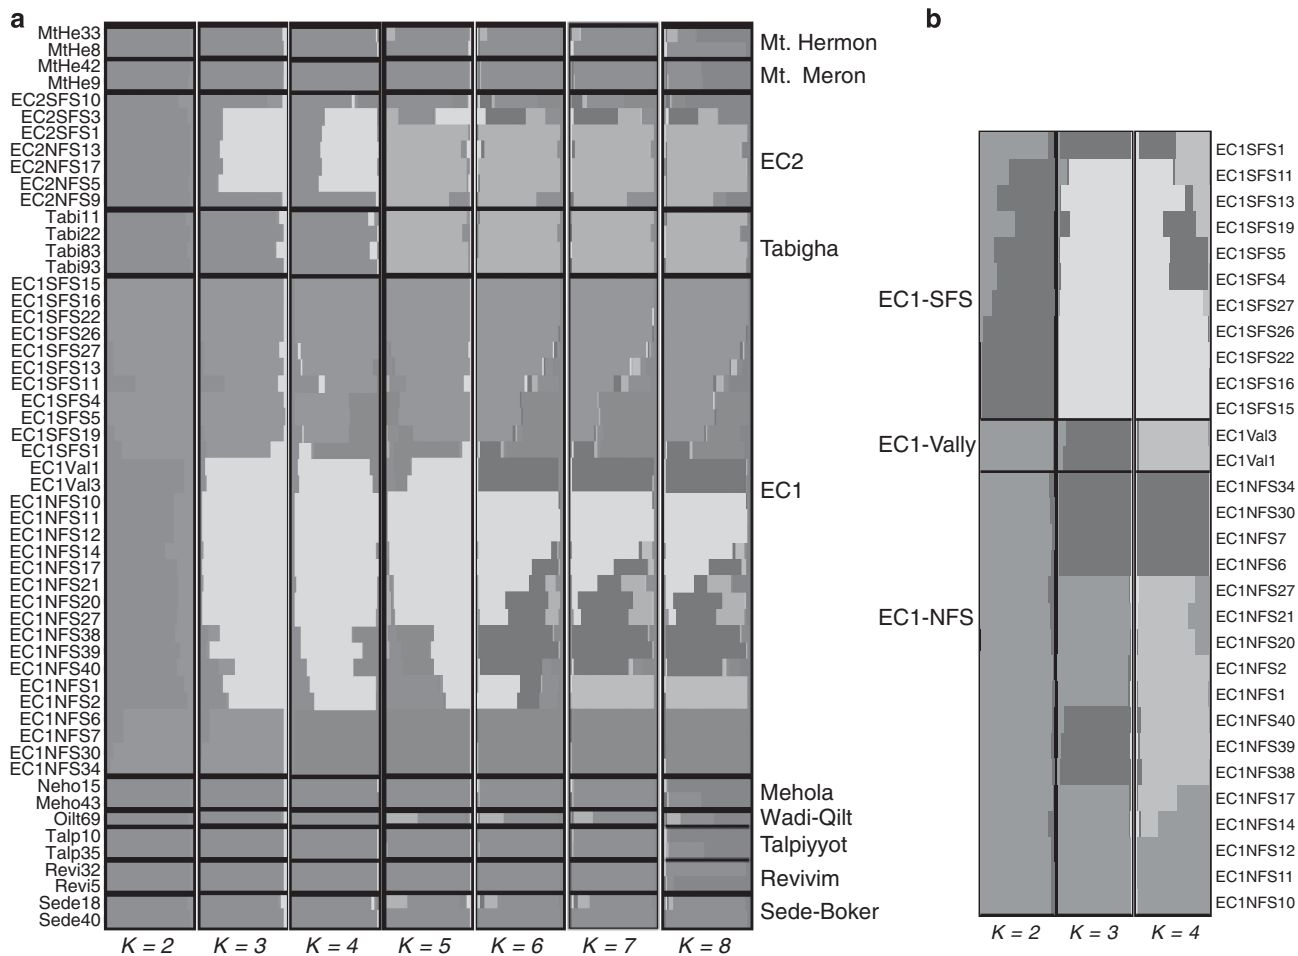 a
MtHe33
MtHe8
MtHe42
MtHe9
EC2SFS10
EC2SFS3
EC2SFS1
EC2NFS13
EC2NFS17
EC2NFS5
EC2NFS9
Tabi11
Tabi22
Tabi83
Tabi93
EC1SFS15
EC1SFS16
EC1SFS22
EC1SFS26
EC1SFS27
EC1SFS13
EC1SFS11
EC1SFS4
EC1SFS5
EC1SFS19
EC1SFS1
EC1Val1
EC1Val3
EC1NFS10
EC1NFS11
EC1NFS12
EC1NFS14
EC1NFS17
EC1NFS21
EC1NFS20
EC1NFS27
EC1NFS38
EC1NFS39
EC1NFS40
EC1NFS1
EC1NFS2
EC1NFS6
EC1NFS7
EC1NFS30
EC1NFS34
Neho15
Meho43
Oilt69
Talp10
Talp35
Revi32
Revi5
Sede18
Sede40
Mt. Hermon
Mt. Meron
EC2
Tabigha
EC1
Mehola
Wadi-Qilt
Talpiyyot
Revivim
Sede-Boker
K = 2 K = 3 K = 4 K = 5 K = 6 K = 7 K = 8
b
EC1-SFS
EC1-Vally
EC1-NFS
EC1SFS1
EC1SFS11
EC1SFS13
EC1SFS19
EC1SFS5
EC1SFS4
EC1SFS27
EC1SFS26
EC1SFS22
EC1SFS16
EC1SFS15
EC1Val3
EC1Val1
EC1NFS34
EC1NFS30
EC1NFS7
EC1NFS6
EC1NFS27
EC1NFS21
EC1NFS20
EC1NFS2
EC1NFS1
EC1NFS40
EC1NFS39
EC1NFS38
EC1NFS17
EC1NFS14
EC1NFS12
EC1NFS11
EC1NFS10
K = 2 K = 3 K = 4